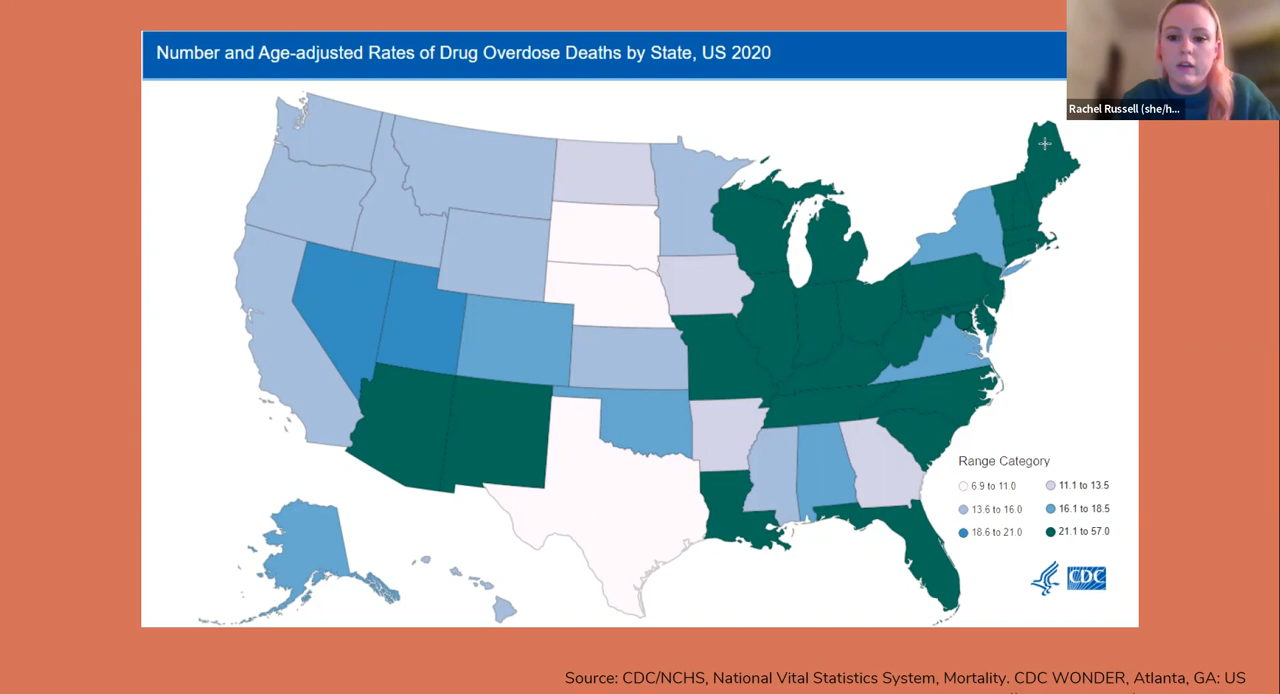 Number and Age-adjusted Rates of Drug Overdose Deaths by State, US 2020
Rachel Russell (she/h...
Range Category
6.9 to 11.0 11.1 to 13.5
13.6 to 16.0 16.1 to 18.5
18.6 to 21.0 21.1 to 57.0
CDC
Source: CDC/NCHS, National Vital Statistics System, Mortality. CDC WONDER, Atlanta, GA: US